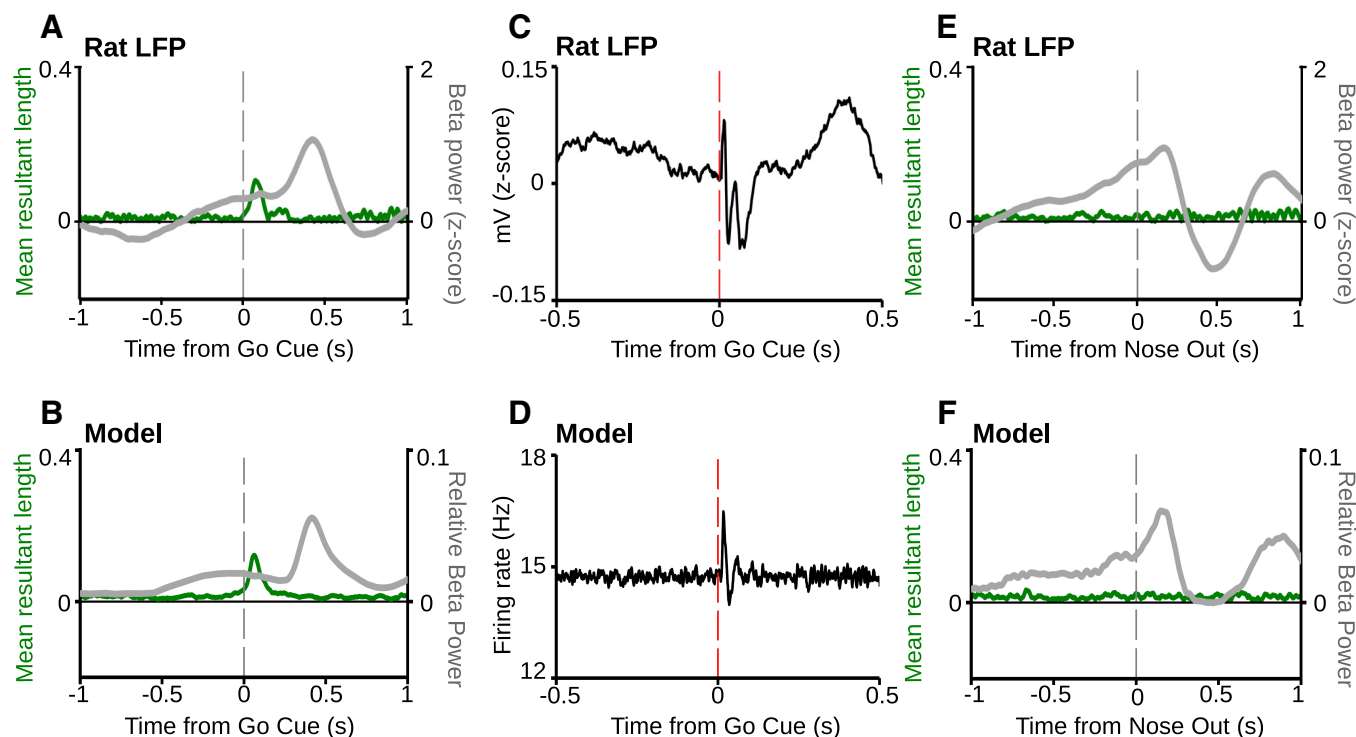 A
Rat LFP
Mean resultant length
0.4
0
2
0
Beta power (z-score)
-1 -0.5 0 0.5 1
Time from Go Cue (s)
C
Rat LFP
mV (z-score)
0.15
0
-0.15
-0.5 0 0.5
Time from Go Cue (s)
E
Rat LFP
Mean resultant length
0.4
0
2
0
Beta power (z-score)
-1 -0.5 0 0.5 1
Time from Nose Out (s)
B
Model
Mean resultant length
0.4
0
0.1
0
Relative Beta Power
-1 -0.5 0 0.5 1
Time from Go Cue (s)
D
Model
Firing rate (Hz)
18
15
12
-0.5 0 0.5
Time from Go Cue (s)
F
Model
Mean resultant length
0.4
0
0.1
0
Relative Beta Power
-1 -0.5 0 0.5 1
Time from Nose Out (s)